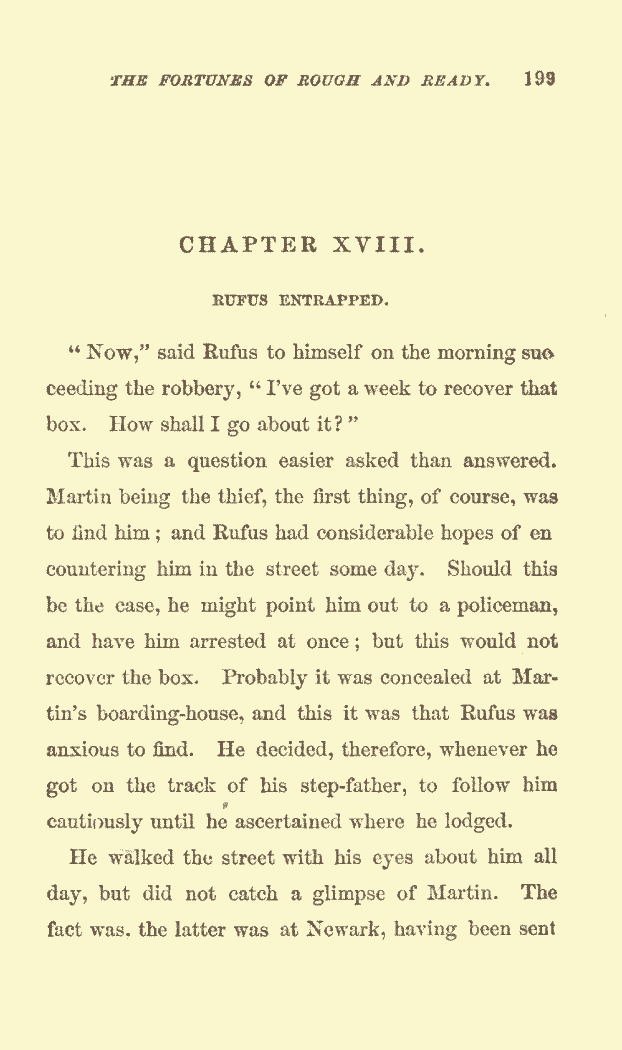 THE FORTUNES OF ROUGH AND READY. 199
CHAPTER XVIII.
RUFUS ENTRAPPED.
" Now," said Rufus to himself on the morning suc-
ceeding the robbery, " I've got a week to recover that
box. How shall I go about it? "
This was a question easier asked than answered.
Martin being the thief, the first thing, of course, was
to find him ; and Rufus had considerable hopes of en
countering him in the street some day. Should this
be the case, he might point him out to a policeman,
and have him arrested at once ; but this would not
recover the box. Probably it was concealed at Mar-
tin's boarding-house, and this it was that Rufus was
anxious to find. He decided, therefore, whenever he
got on the track of his step-father, to follow him
cautiously until he ascertained where he lodged.
He walked the street with his eyes about him all
day, but did not catch a glimpse of Martin. The
fact was. the latter was at Newark, having been sent